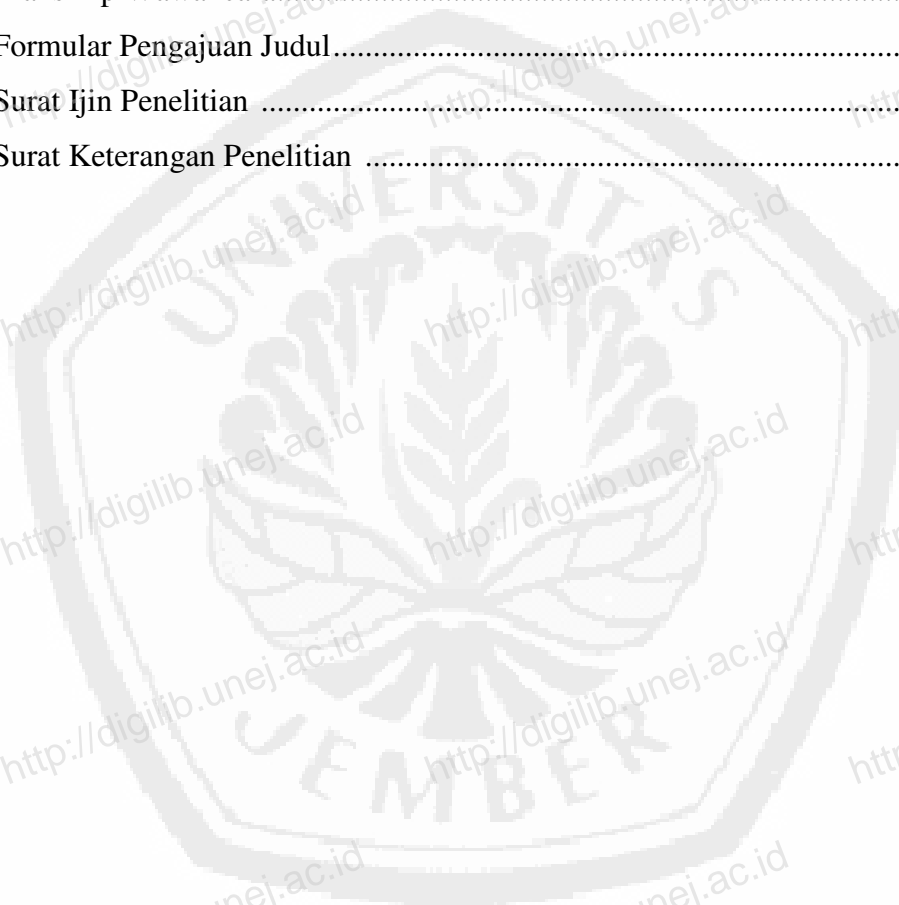 Formular Pengajuan Judul
Surat Ijin Penelitian
Surat Keterangan Penelitian
UNIVERSITAS
JEMBER
http://digilib.unej.ac.id
http://digilib.unej.ac.id
http://digilib.unej.ac.id
http://digilib.unej.ac.id
http://digilib.unej.ac.id
http://digilib.unej.ac.id
http://digilib.unej.ac.id
http://digilib.unej.ac.id